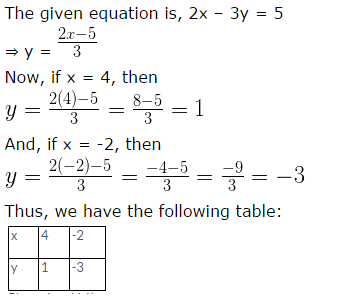 The given equation is, 2x – 3y = 5
⇒ y = (2x−5)/3
Now, if x = 4, then
y = (2(4)−5)/3 = (8−5)/3 = 1
And, if x = -2, then
y = (2(−2)−5)/3 = (−4−5)/3 = (−9)/3 = −3
Thus, we have the following table:
x 4 -2
y 1 -3